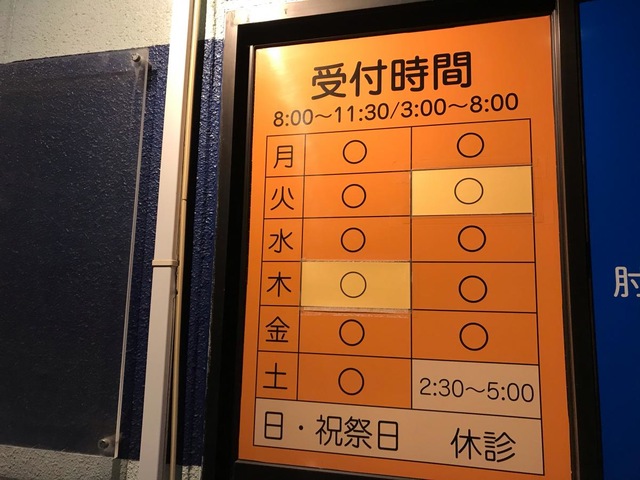 受付時間
8:00〜11:30/3:00〜8:00
月 ○ ○
火 ○ ○
水 ○ ○
木 ○ ○
金 ○ ○
土 ○ 2:30〜5:00
日・祝祭日 休診
肘